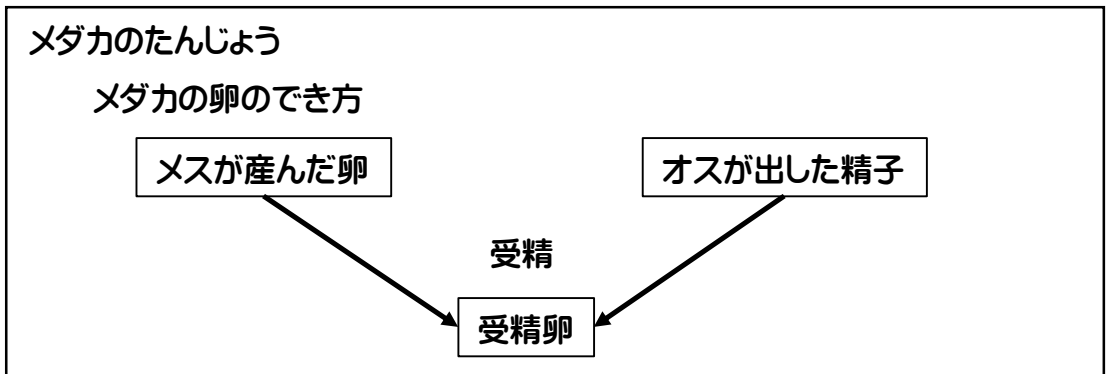 メダカのたんじょう
メダカの卵のでき方
メスが産んだ卵
オスが出した精子
受精
受精卵